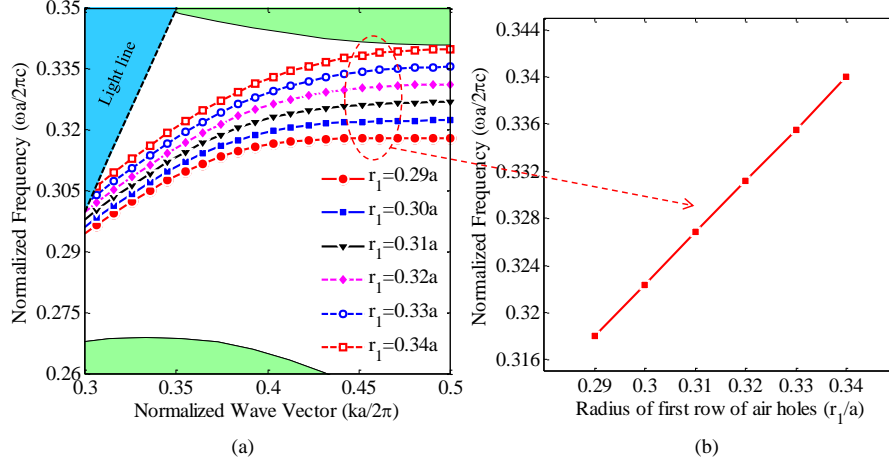 0.35
0.335
0.32
0.305
0.29
0.275
0.26
Normalized Frequency (ωa/2πc)
Light line
r1=0.29a
r1=0.30a
r1=0.31a
r1=0.32a
r1=0.33a
r1=0.34a
0.3 0.35 0.4 0.45 0.5
Normalized Wave Vector (ka/2π)
(a)
0.344
0.34
0.336
0.332
0.328
0.324
0.32
0.316
Normalized Frequency (ωa/2πc)
0.29 0.3 0.31 0.32 0.33 0.34
Radius of first row of air holes (r1/a)
(b)